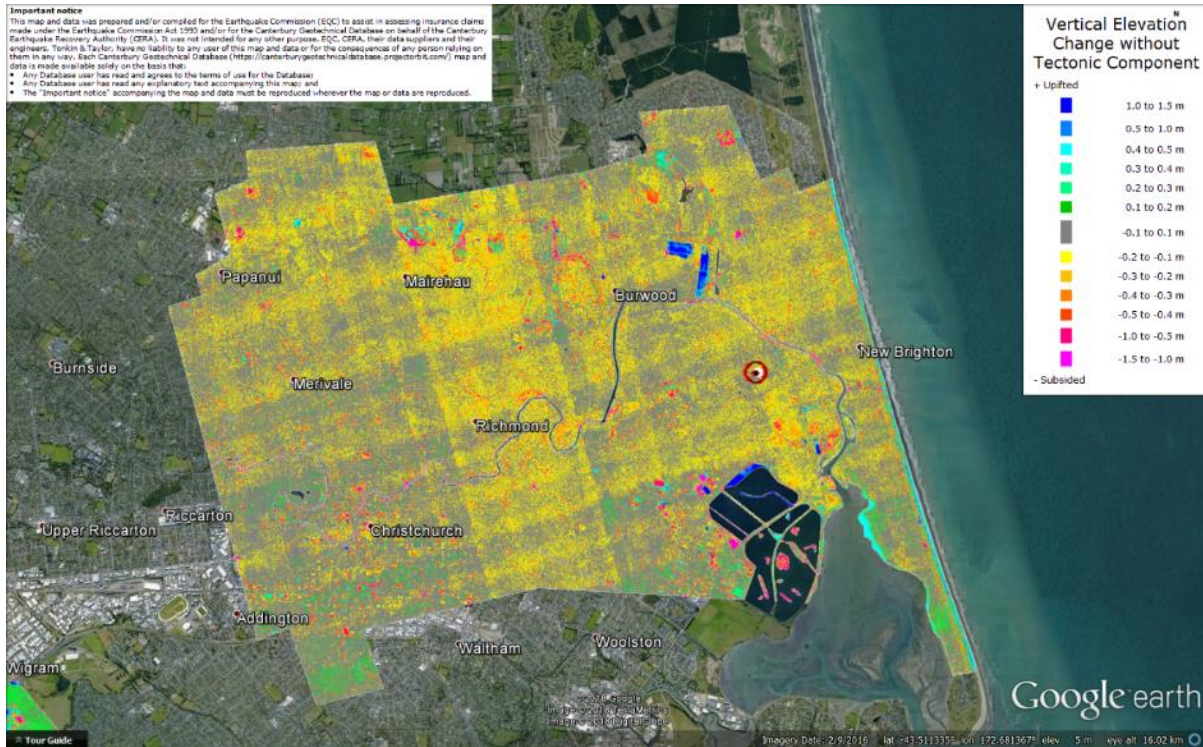 Important notice
This map and data was prepared and/or compiled for the Earthquake Commission (EQC) to assist in assessing insurance claims
made under the Earthquake Commission Act 1993 and/or for the Canterbury Geotechnical Database on behalf of the Canterbury
Earthquake Recovery Authority (CERA). It was not intended for any other purpose. EQC, CERA, their data suppliers and their
engineers, Tonkin & Taylor, have no liability to any user of this map and data or for the consequences of any person relying on
them in any way. Each Canterbury Geotechnical Database (https://canterburygeotechnicaldatabase.projectorbit.com/) map and
data is made available solely on the basis that:
• Any Database user has read and agrees to the terms of use for the Database;
• Any Database user has read any explanatory text accompanying this map; and
• The "Important notice" accompanying the map and data must be reproduced wherever the map or data are reproduced.
N
Vertical Elevation
Change without
Tectonic Component
+ Uplifted
1.0 to 1.5 m
0.5 to 1.0 m
0.4 to 0.5 m
0.3 to 0.4 m
0.2 to 0.3 m
0.1 to 0.2 m
-0.1 to 0.1 m
-0.2 to -0.1 m
-0.3 to -0.2 m
-0.4 to -0.3 m
-0.5 to -0.4 m
-1.0 to -0.5 m
-1.5 to -1.0 m
- Subsided
Papanui
Mairehau
Burwood
New Brighton
Burnside
Merivale
Richmond
Riccarton
Upper Riccarton
Christchurch
Addington
Waltham
Woolston
Wigram
Google earth
Tour Guide
Imagery Date: 2/9/2016 lat -43.511335° lon 172.681367° elev 5 m eye alt 16.02 km